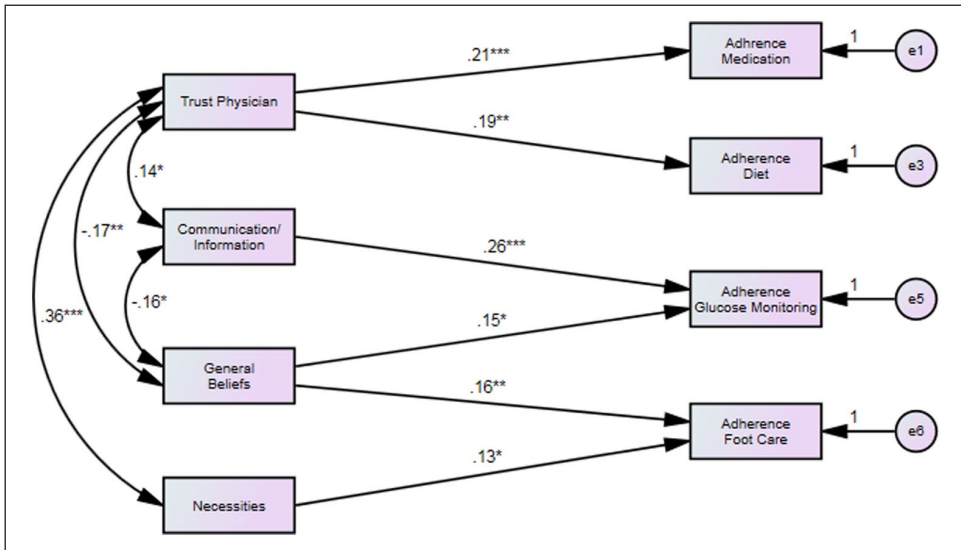 Adhrence
Medication
1
e1
.21***
Trust Physician
.19**
Adherence
Diet
1
e3
.14*
-.17**
Communication/
Information
.26***
-.16*
.36***
Adherence
Glucose Monitoring
1
e5
.15*
General
Beliefs
.16**
Adherence
Foot Care
1
e6
.13*
Necessities